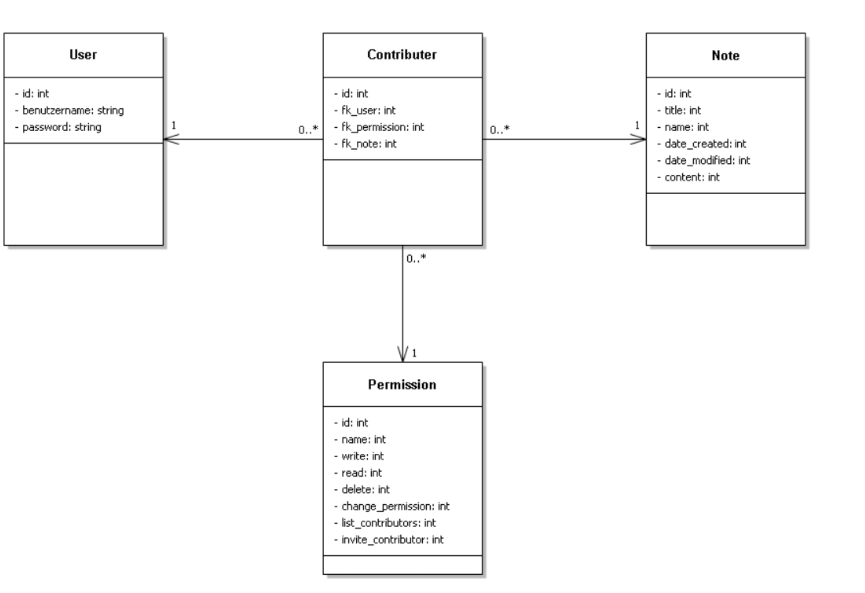 User
- id: int
- benutzername: string
- password: string
1
0..*
Contributer
- id: int
- fk_user: int
- fk_permission: int
- fk_note: int
0..*
1
Note
- id: int
- title: int
- name: int
- date_created: int
- date_modified: int
- content: int
0..*
1
Permission
- id: int
- name: int
- write: int
- read: int
- delete: int
- change_permission: int
- list_contributors: int
- invite_contributor: int